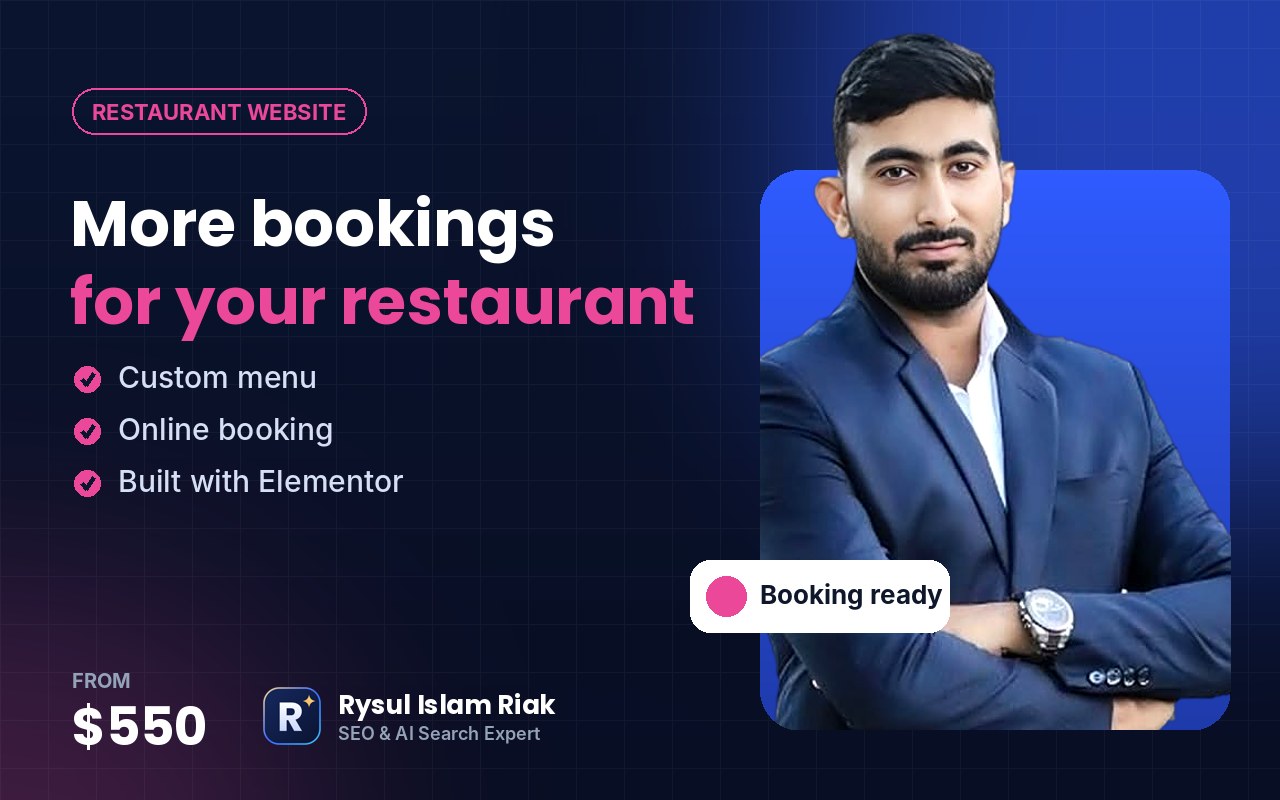 RESTAURANT WEBSITE
More bookings
for your restaurant
Custom menu
Online booking
Built with Elementor
Booking ready
FROM
$550
R
Rysul Islam Riak
SEO & AI Search Expert